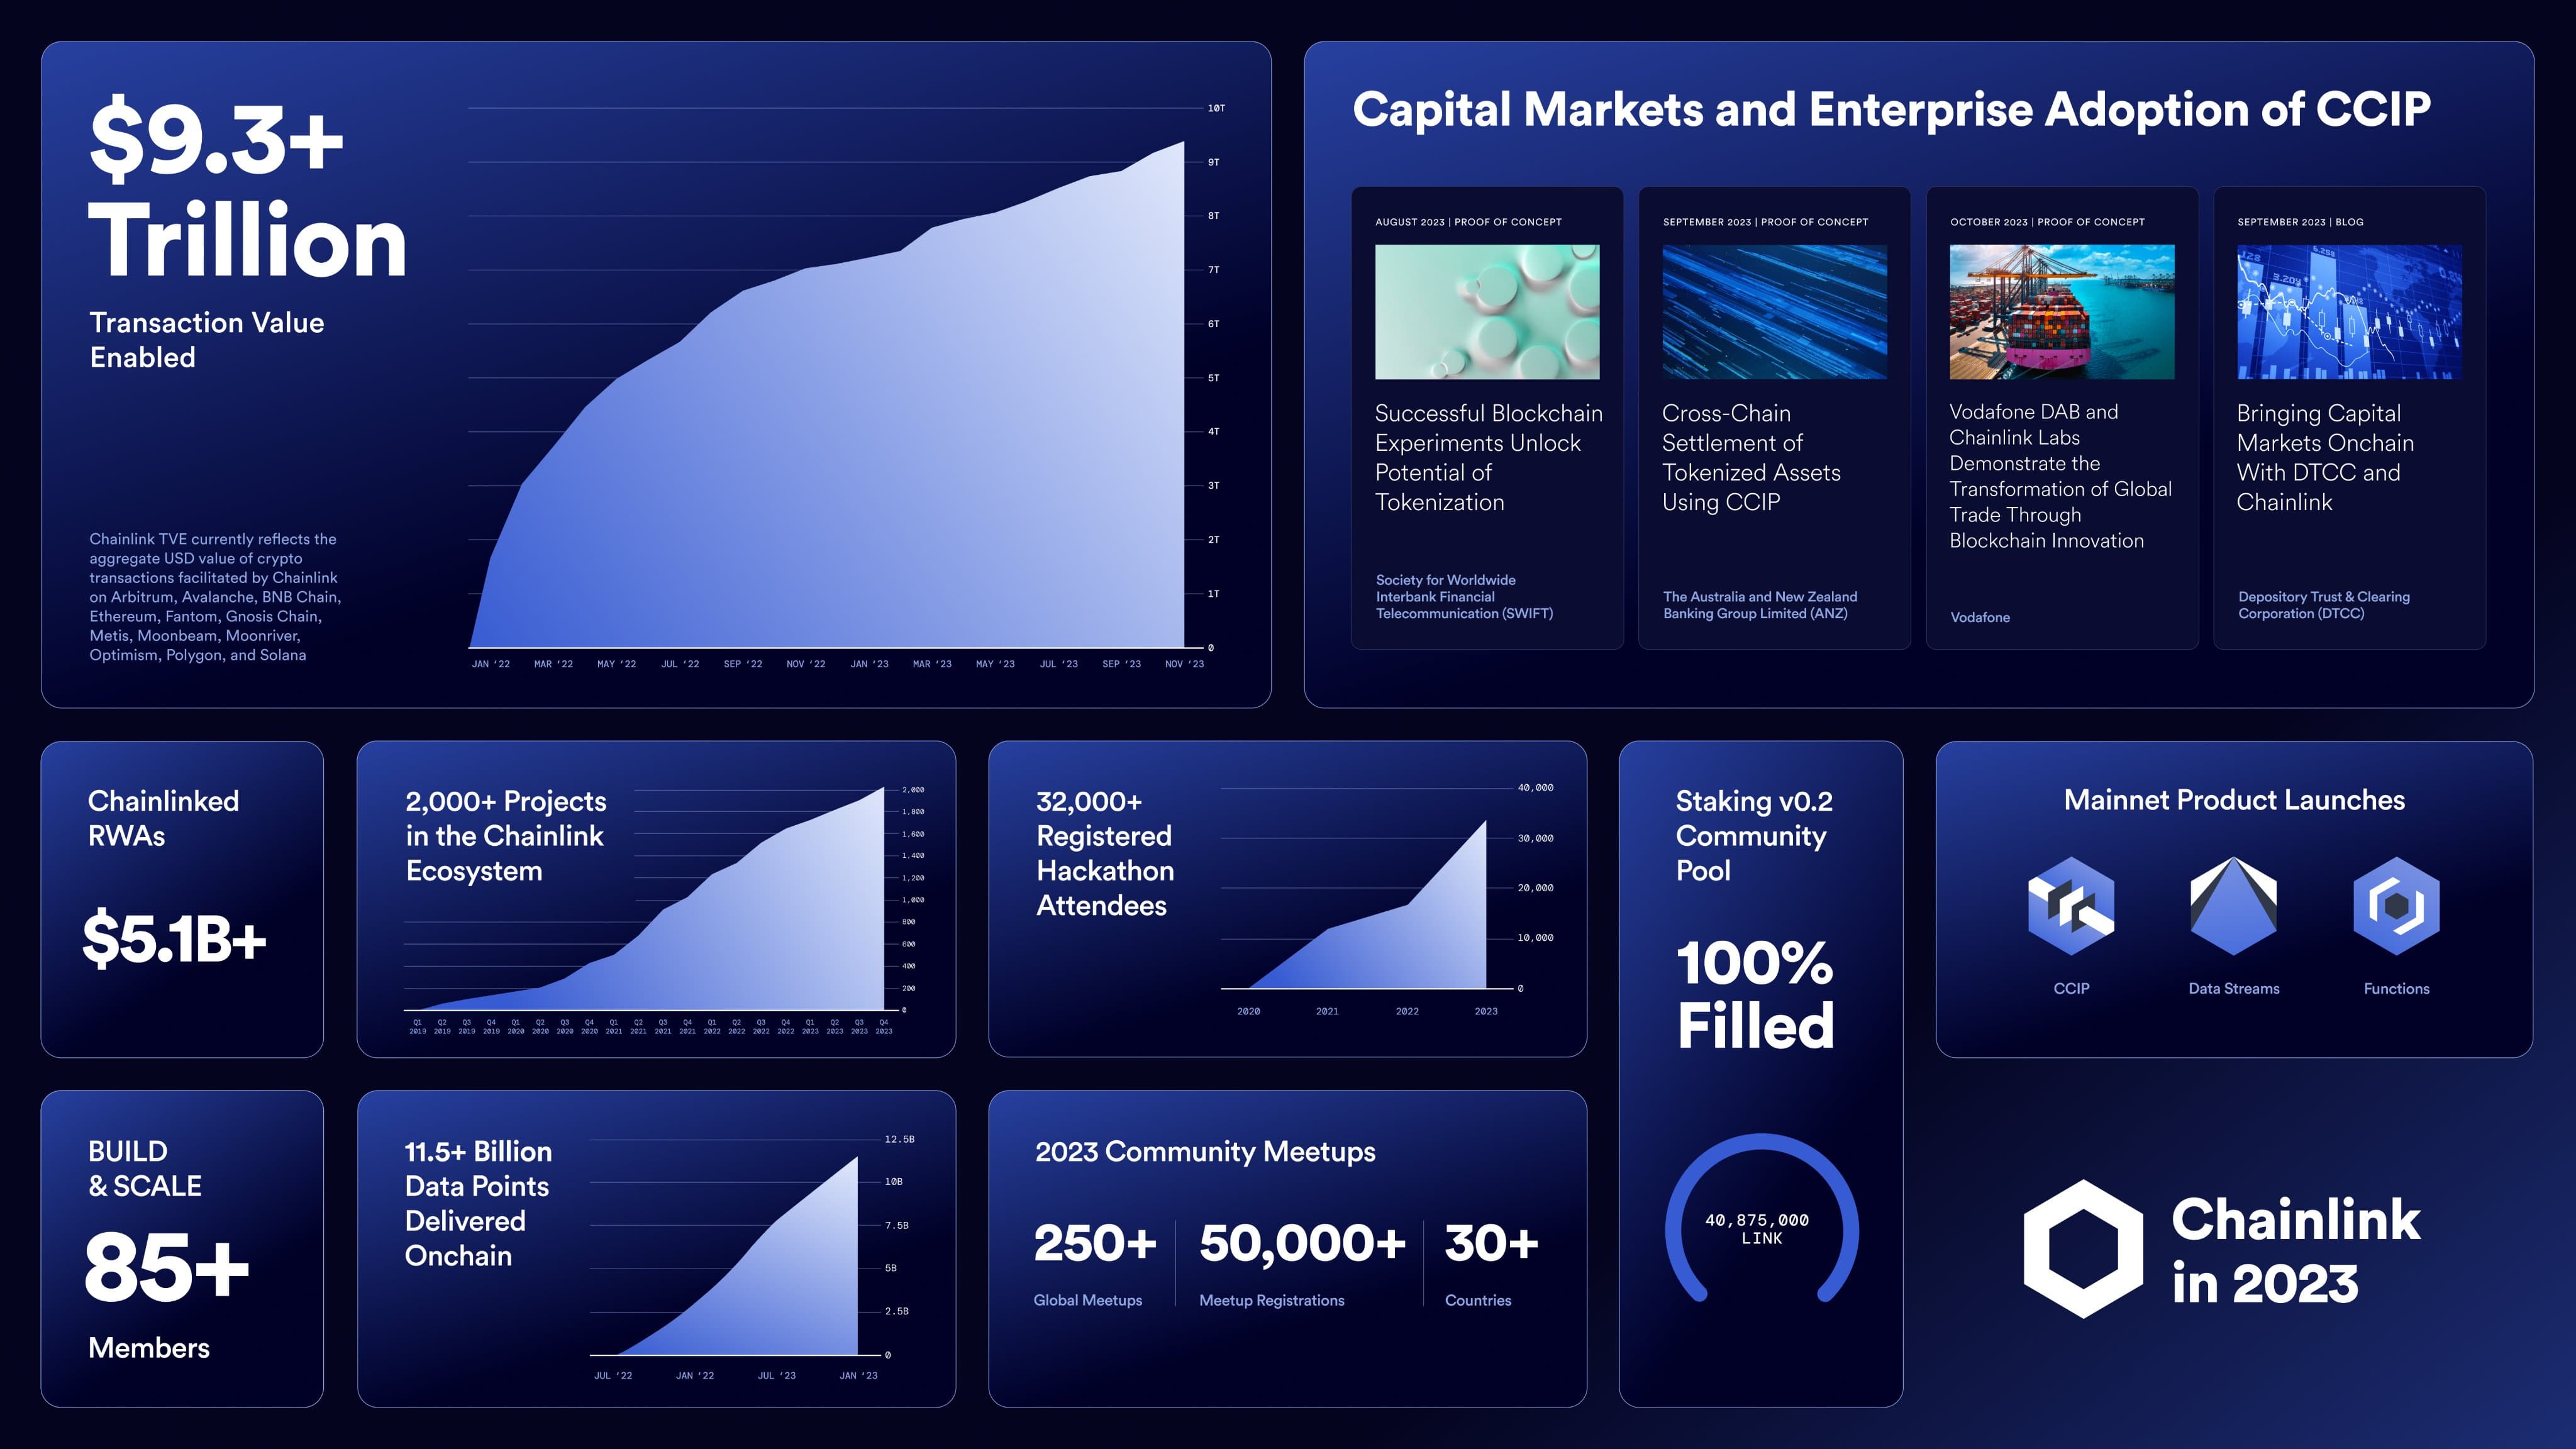 $9.3+
Trillion
Transaction Value
Enabled
Chainlink TVE currently reflects the
aggregate USD value of crypto
transactions facilitated by Chainlink
on Arbitrum, Avalanche, BNB Chain,
Ethereum, Fantom, Gnosis Chain,
Metis, Moonbeam, Moonriver,
Optimism, Polygon, and Solana
10T
9T
8T
7T
6T
5T
4T
3T
2T
1T
0
JAN '22 MAR '22 MAY '22 JUL '22 SEP '22 NOV '22 JAN '23 MAR '23 MAY '23 JUL '23 SEP '23 NOV '23
Capital Markets and Enterprise Adoption of CCIP
AUGUST 2023 | PROOF OF CONCEPT
Successful Blockchain
Experiments Unlock
Potential of
Tokenization
Society for Worldwide
Interbank Financial
Telecommunication (SWIFT)
SEPTEMBER 2023 | PROOF OF CONCEPT
Cross-Chain
Settlement of
Tokenized Assets
Using CCIP
The Australia and New Zealand
Banking Group Limited (ANZ)
OCTOBER 2023 | PROOF OF CONCEPT
Vodafone DAB and
Chainlink Labs
Demonstrate the
Transformation of Global
Trade Through
Blockchain Innovation
Vodafone
SEPTEMBER 2023 | BLOG
Bringing Capital
Markets Onchain
With DTCC and
Chainlink
Depository Trust & Clearing
Corporation (DTCC)
Chainlinked
RWAs
$5.1B+
2,000+ Projects
in the Chainlink
Ecosystem
2,000
1,800
1,600
1,400
1,200
1,000
800
600
400
200
0
Q1 Q2 Q3 Q4 Q1 Q2 Q3 Q4 Q1 Q2 Q3 Q4 Q1 Q2 Q3 Q4 Q1 Q2 Q3 Q4
2019 2019 2019 2019 2020 2020 2020 2020 2021 2021 2021 2021 2022 2022 2022 2022 2023 2023 2023 2023
32,000+
Registered
Hackathon
Attendees
40,000
30,000
20,000
10,000
0
2020 2021 2022 2023
Staking v0.2
Community
Pool
100%
Filled
40,875,000
LINK
Mainnet Product Launches
CCIP
Data Streams
Functions
BUILD
& SCALE
85+
Members
11.5+ Billion
Data Points
Delivered
Onchain
12.5B
10B
7.5B
5B
2.5B
0
JUL '22 JAN '22 JUL '23 JAN '23
2023 Community Meetups
250+
Global Meetups
50,000+
Meetup Registrations
30+
Countries
Chainlink
in 2023